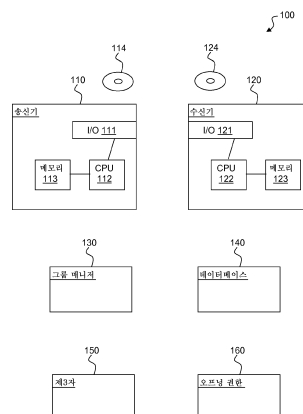 100
114
124
110
120
송신기
수신기
I/O 111
I/O 121
메모리
113
CPU
112
CPU
122
메모리
123
130
140
그룹 매니저
데이터베이스
150
160
제3자
오프닝 권한